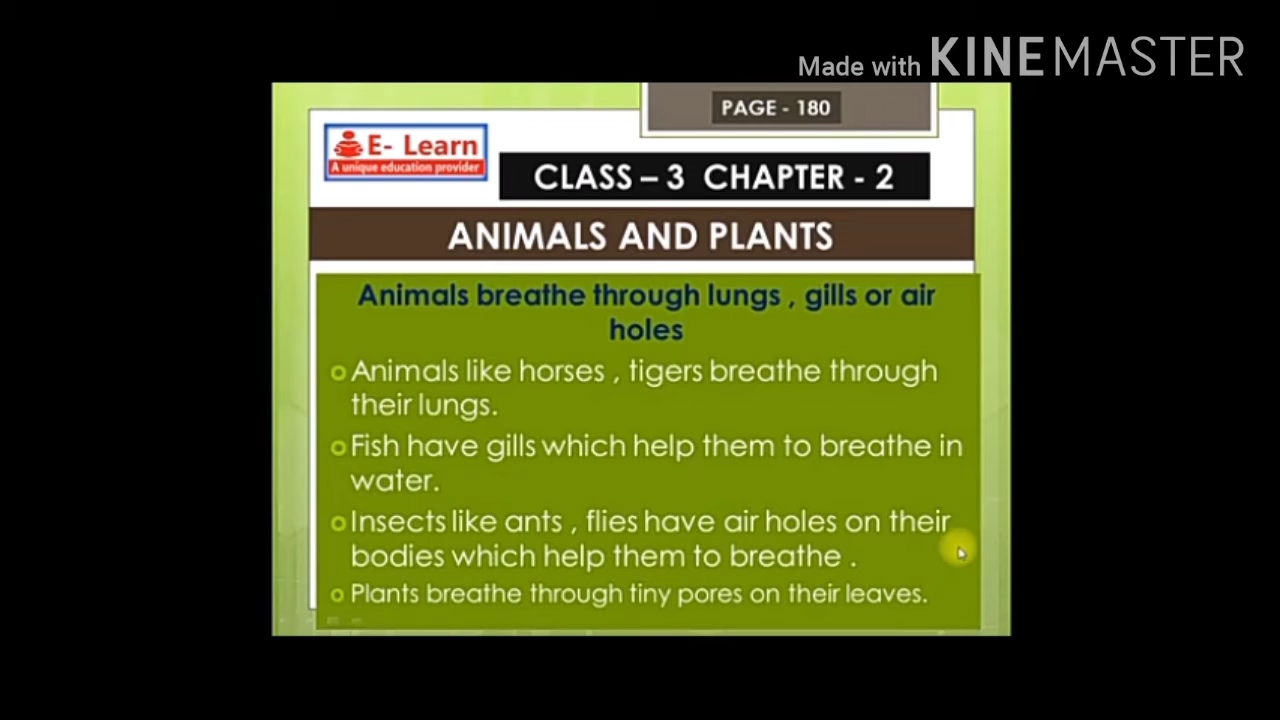 Made with KINEMASTER
PAGE - 180
E- Learn
A unique education provider
CLASS – 3 CHAPTER - 2
ANIMALS AND PLANTS
Animals breathe through lungs , gills or air
holes
Animals like horses , tigers breathe through
their lungs.
Fish have gills which help them to breathe in
water.
Insects like ants , flies have air holes on their
bodies which help them to breathe .
Plants breathe through tiny pores on their leaves.